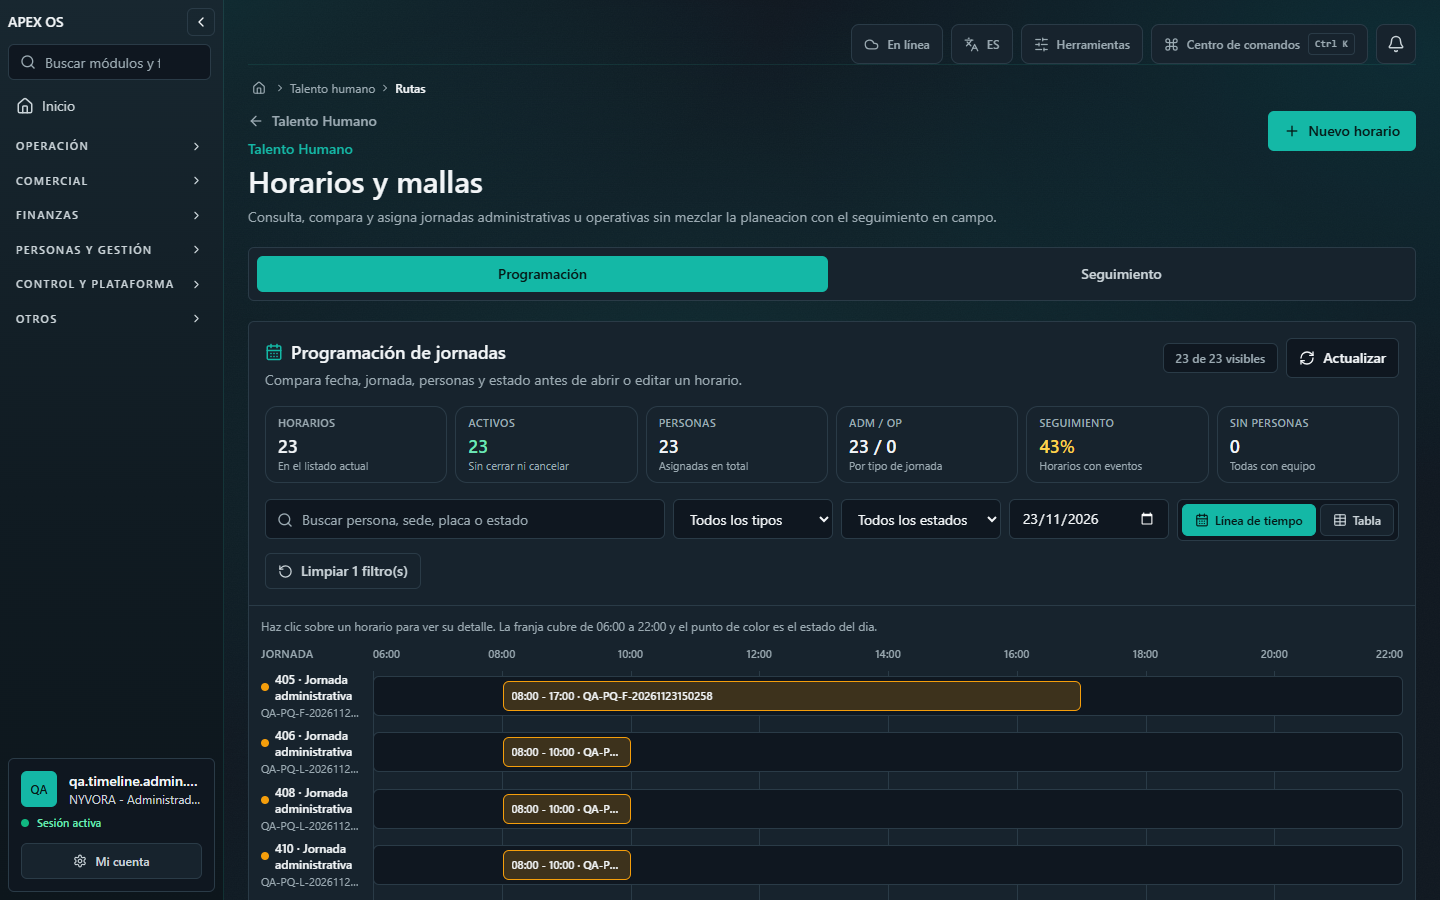 APEX OS
Buscar módulos y f
Inicio
OPERACIÓN
COMERCIAL
FINANZAS
PERSONAS Y GESTIÓN
CONTROL Y PLATAFORMA
OTROS
QA
qa.timeline.admin....
NYVORA - Administrad...
Sesión activa
Mi cuenta
En línea
ES
Herramientas
Centro de comandos Ctrl K
Talento humano > Rutas
Talento Humano
Talento Humano
Nuevo horario
Horarios y mallas
Consulta, compara y asigna jornadas administrativas u operativas sin mezclar la planeacion con el seguimiento en campo.
Programación
Seguimiento
Programación de jornadas
Compara fecha, jornada, personas y estado antes de abrir o editar un horario.
23 de 23 visibles
Actualizar
HORARIOS
23
En el listado actual
ACTIVOS
23
Sin cerrar ni cancelar
PERSONAS
23
Asignadas en total
ADM / OP
23 / 0
Por tipo de jornada
SEGUIMIENTO
43%
Horarios con eventos
SIN PERSONAS
0
Todas con equipo
Buscar persona, sede, placa o estado
Todos los tipos
Todos los estados
23/11/2026
Línea de tiempo
Tabla
Limpiar 1 filtro(s)
Haz clic sobre un horario para ver su detalle. La franja cubre de 06:00 a 22:00 y el punto de color es el estado del dia.
JORNADA 06:00 08:00 10:00 12:00 14:00 16:00 18:00 20:00 22:00
405 · Jornada
administrativa
QA-PQ-F-2026112...
08:00 - 17:00 · QA-PQ-F-20261123150258
406 · Jornada
administrativa
QA-PQ-L-2026112...
08:00 - 10:00 · QA-P...
408 · Jornada
administrativa
QA-PQ-L-2026112...
08:00 - 10:00 · QA-P...
410 · Jornada
administrativa
QA-PQ-L-2026112...
08:00 - 10:00 · QA-P...